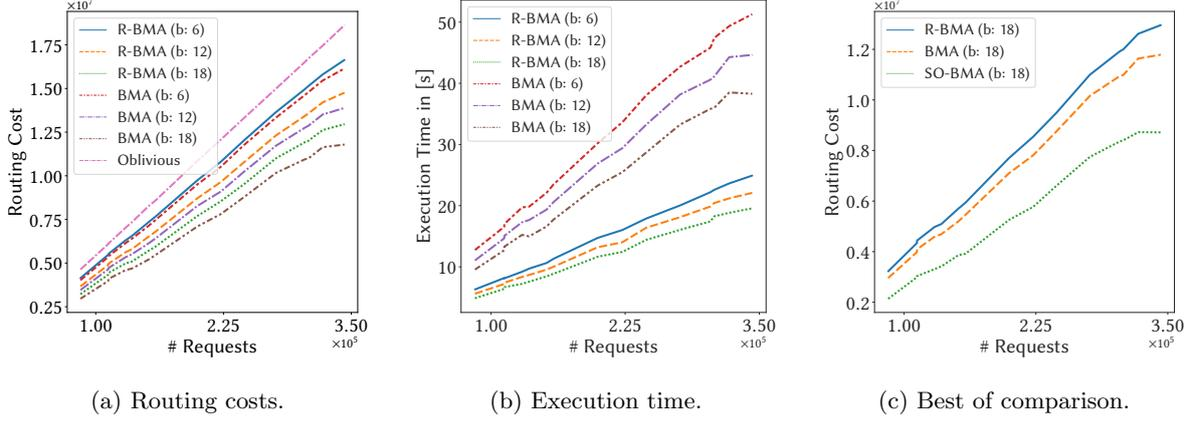 ×10⁷
1.75
1.50
1.25
1.00
0.75
0.50
0.25
Routing Cost
R-BMA (b: 6)
R-BMA (b: 12)
R-BMA (b: 18)
BMA (b: 6)
BMA (b: 12)
BMA (b: 18)
Oblivious
1.00 2.25 3.50
# Requests ×10⁵
(a) Routing costs.
50
40
30
20
10
Execution Time in [s]
R-BMA (b: 6)
R-BMA (b: 12)
R-BMA (b: 18)
BMA (b: 6)
BMA (b: 12)
BMA (b: 18)
1.00 2.25 3.50
# Requests ×10⁵
(b) Execution time.
×10⁷
1.2
1.0
0.8
0.6
0.4
0.2
Routing Cost
R-BMA (b: 18)
BMA (b: 18)
SO-BMA (b: 18)
1.00 2.25 3.50
# Requests ×10⁵
(c) Best of comparison.